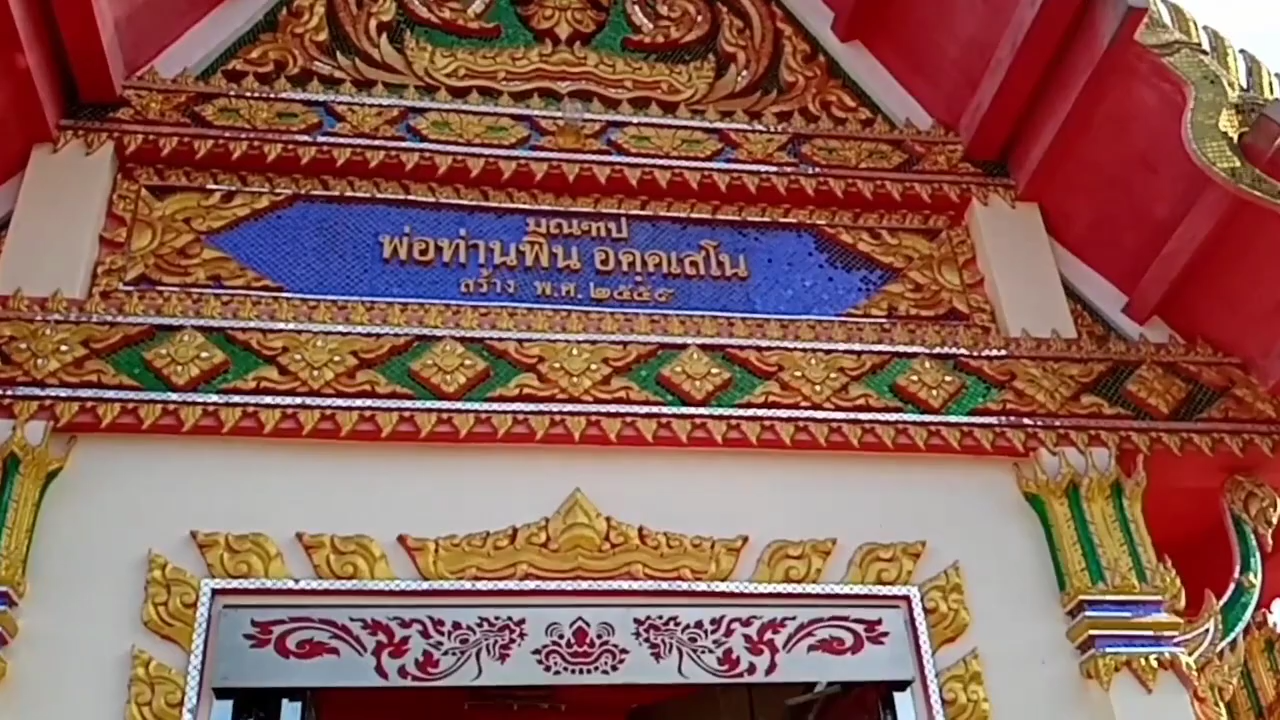 มณฑป
พ่อท่านพิน อคฺคเสโน
สร้าง พ.ศ. ๒๕๕๙